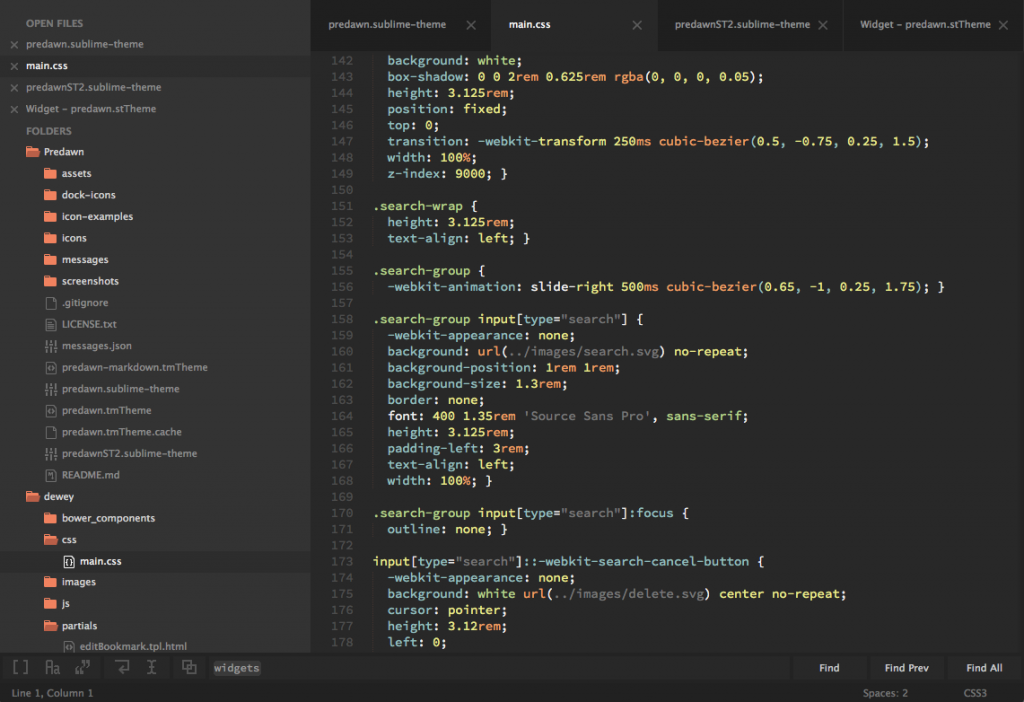 OPEN FILES
predawn.sublime-theme
main.css
predawnST2.sublime-theme
Widget – predawn.stTheme
FOLDERS
Predawn
assets
dock-icons
icon-examples
icons
messages
screenshots
.gitignore
LICENSE.txt
messages.json
predawn-markdown.tmTheme
predawn.sublime-theme
predawn.tmTheme
predawn.tmTheme.cache
predawnST2.sublime-theme
README.md
dewey
bower_components
css
main.css
images
js
partials
editBookmark.tpl.html
predawn.sublime-theme
main.css
predawnST2.sublime-theme
Widget – predawn.stTheme
142 background: white;
143 box-shadow: 0 0 2rem 0.625rem rgba(0, 0, 0, 0.05);
144 height: 3.125rem;
145 position: fixed;
146 top: 0;
147 transition: -webkit-transform 250ms cubic-bezier(0.5, -0.75, 0.25, 1.5);
148 width: 100%;
149 z-index: 9000; }
150
151 .search-wrap {
152 height: 3.125rem;
153 text-align: left; }
154
155 .search-group {
156 -webkit-animation: slide-right 500ms cubic-bezier(0.65, -1, 0.25, 1.75); }
157
158 .search-group input[type="search"] {
159 -webkit-appearance: none;
160 background: url(../images/search.svg) no-repeat;
161 background-position: 1rem 1rem;
162 background-size: 1.3rem;
163 border: none;
164 font: 400 1.35rem 'Source Sans Pro', sans-serif;
165 height: 3.125rem;
166 padding-left: 3rem;
167 text-align: left;
168 width: 100%; }
169
170 .search-group input[type="search"]:focus {
171 outline: none; }
172
173 input[type="search"]::-webkit-search-cancel-button {
174 -webkit-appearance: none;
175 background: white url(../images/delete.svg) center no-repeat;
176 cursor: pointer;
177 height: 3.12rem;
178 left: 0;
widgets
Find
Find Prev
Find All
Line 1, Column 1
Spaces: 2
CSS3